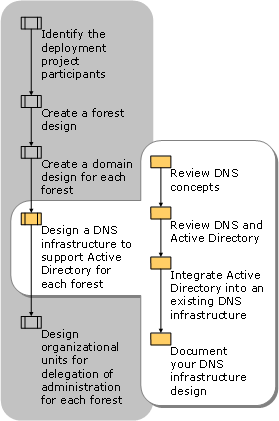 Identify the
deployment
project
participants
Create a forest
design
Create a domain
design for each
forest
Design a DNS
infrastructure to
support Active
Directory for
each forest
Design
organizational
units for
delegation of
administration
for each forest
Review DNS
concepts
Review DNS and
Active Directory
Integrate Active
Directory into an
existing DNS
infrastructure
Document
your DNS
infrastructure
design